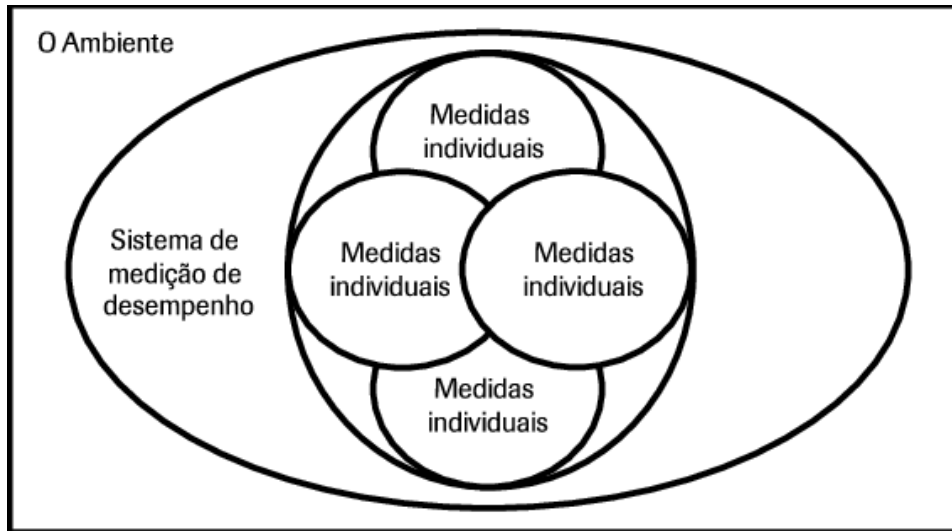 O Ambiente
Medidas
individuais
Sistema de
medição de
desempenho
Medidas
individuais
Medidas
individuais
Medidas
individuais